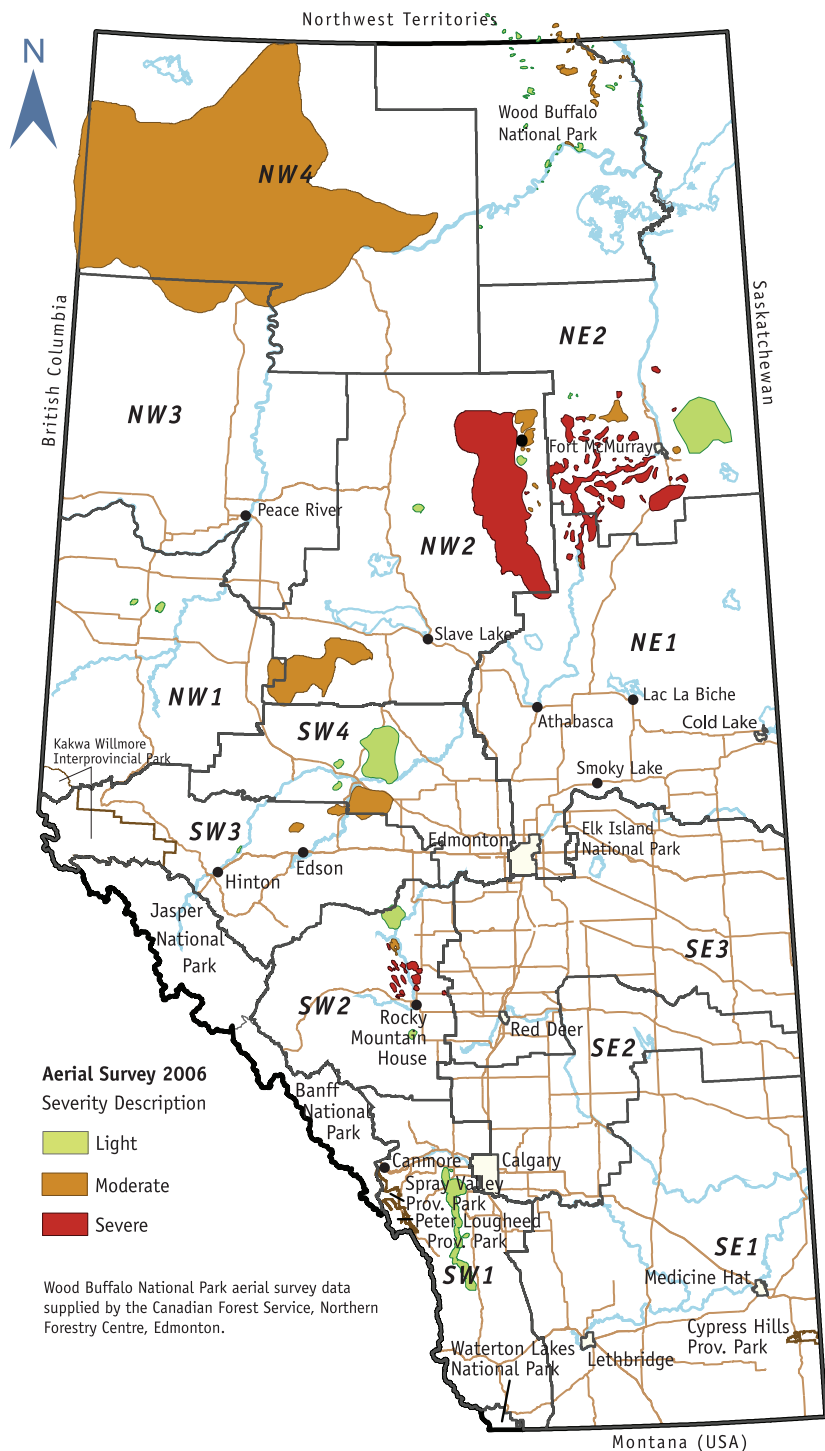 Northwest Territories
N
Wood Buffalo
National Park
NW4
British Columbia
Saskatchewan
NE2
NW3
Fort McMurray
Peace River
NW2
Slave Lake
NE1
NW1
Lac La Biche
Athabasca
Cold Lake
SW4
Kakwa Willmore
Interprovincial Park
Smoky Lake
SW3
Edmonton
Elk Island
National Park
Edson
Hinton
Jasper
National
Park
SE3
SW2
Rocky
Mountain
House
Red Deer
SE2
Aerial Survey 2006
Severity Description
Light
Moderate
Severe
Banff
National
Park
Canmore
Calgary
Spray Valley
Prov. Park
Peter Lougheed
Prov. Park
SW1
SE1
Medicine Hat
Wood Buffalo National Park aerial survey data
supplied by the Canadian Forest Service, Northern
Forestry Centre, Edmonton.
Cypress Hills
Prov. Park
Waterton Lakes
National Park
Lethbridge
Montana (USA)